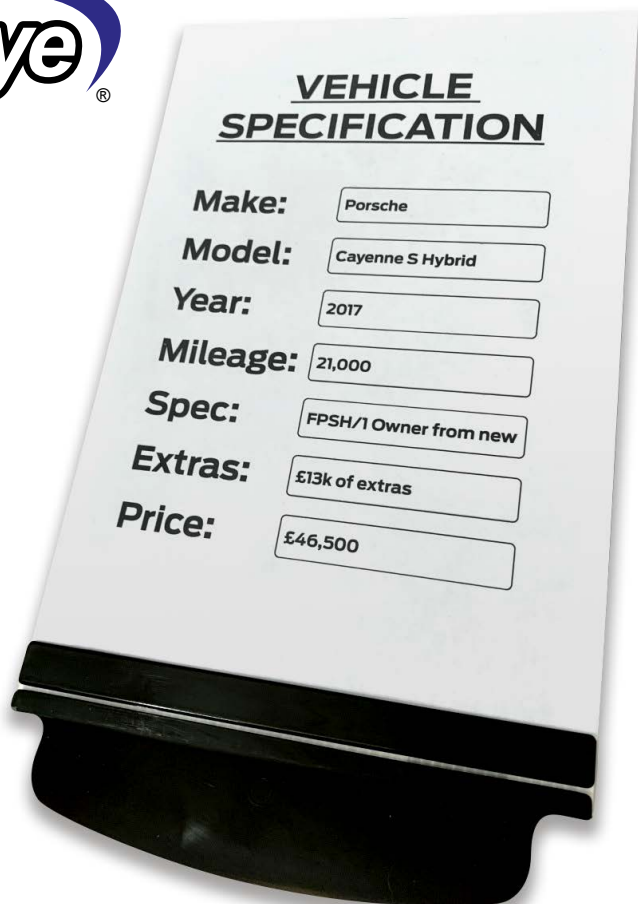 ye
®
VEHICLE
SPECIFICATION
Make: Porsche
Model: Cayenne S Hybrid
Year: 2017
Mileage: 21,000
Spec: FPSH/1 Owner from new
Extras: £13k of extras
Price: £46,500